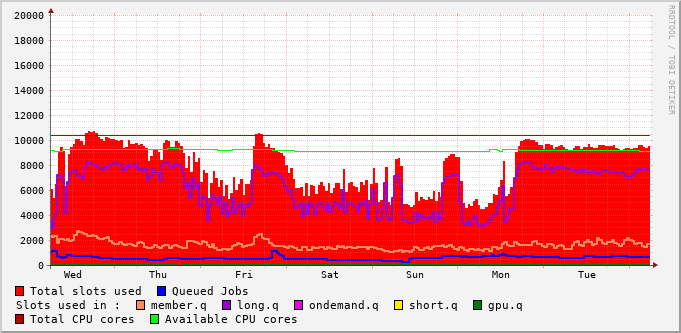 RRDTOOL / TOBI OETIKER
20000
18000
16000
14000
12000
10000
8000
6000
4000
2000
0
Wed Thu Fri Sat Sun Mon Tue
Total slots used Queued Jobs
Slots used in : member.q long.q ondemand.q short.q gpu.q
Total CPU cores Available CPU cores